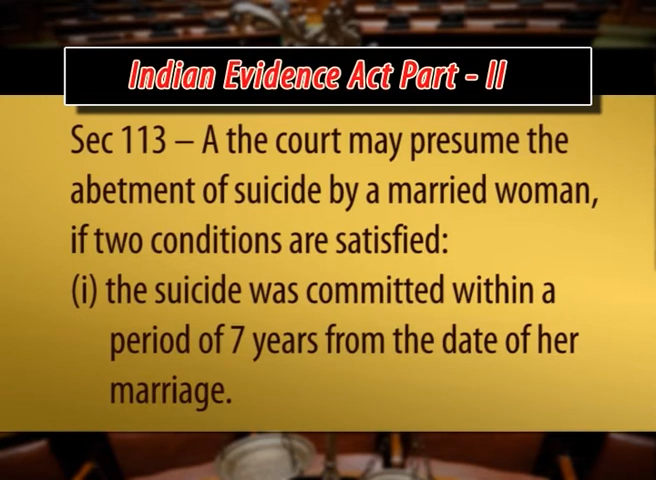 Indian Evidence Act Part - II
Sec 113 – A the court may presume the
abetment of suicide by a married woman,
if two conditions are satisfied:
(i) the suicide was committed within a
period of 7 years from the date of her
marriage.